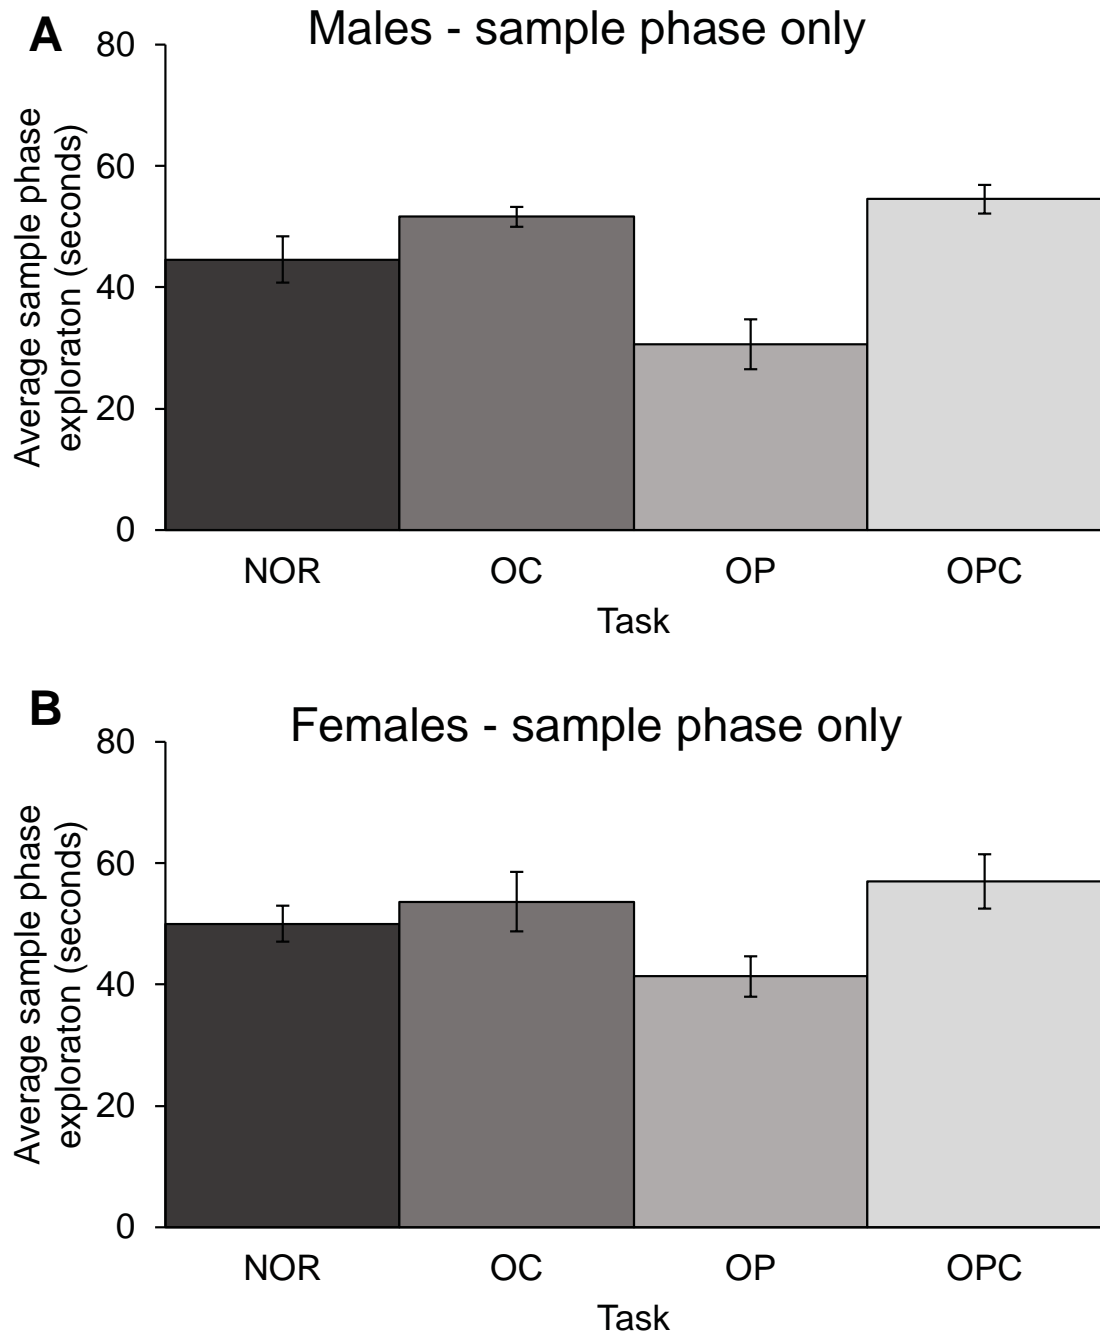 A
Males - sample phase only
Average sample phase
exploraton (seconds)
80
60
40
20
0
NOR OC OP OPC
Task
B
Females - sample phase only
Average sample phase
exploraton (seconds)
80
60
40
20
0
NOR OC OP OPC
Task